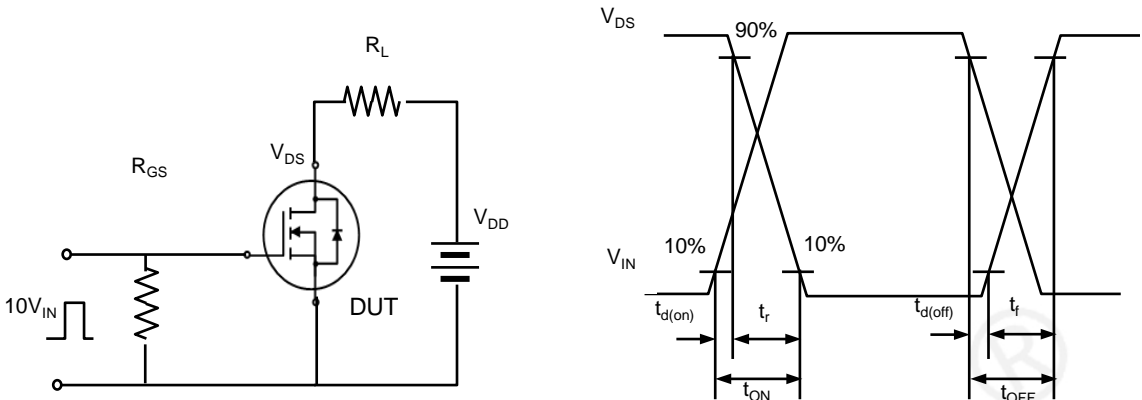 R_L
V_DS
R_GS
V_DD
10V_IN
DUT
V_DS
90%
10%
10%
V_IN
t_d(on)
t_r
t_d(off)
t_f
t_ON
t_OFF
®